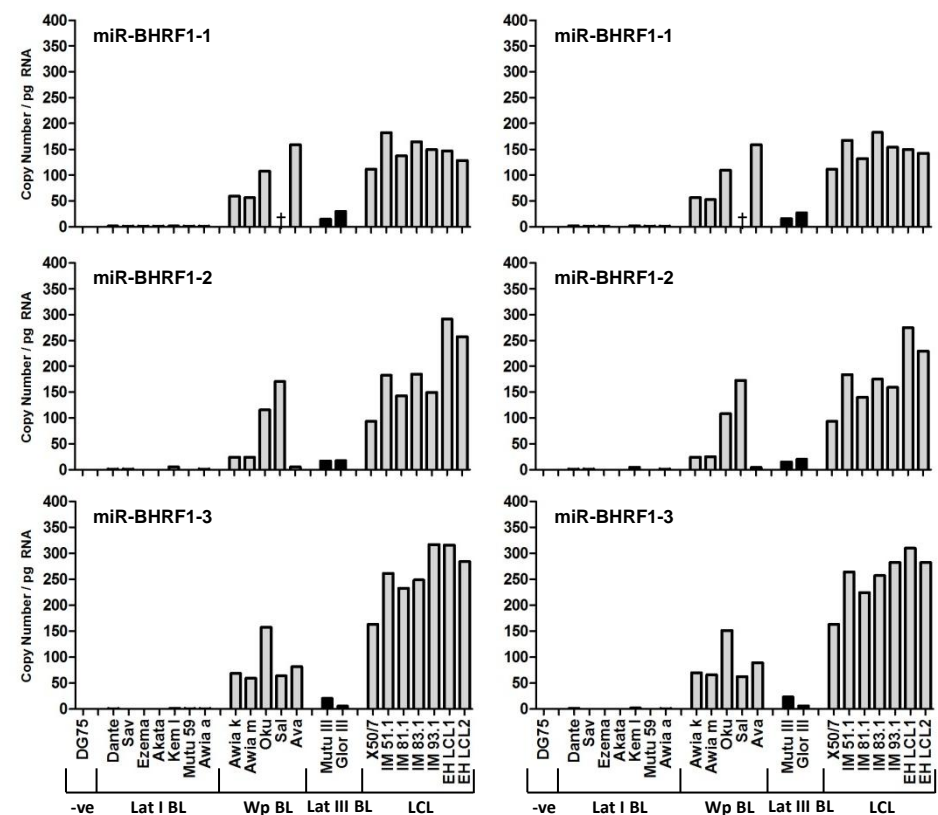 miR-BHRF1-1
Copy Number / pg RNA
400
350
300
250
200
150
100
50
0
†
miR-BHRF1-1
400
350
300
250
200
150
100
50
0
†
miR-BHRF1-2
Copy Number / pg RNA
400
350
300
250
200
150
100
50
0
miR-BHRF1-2
400
350
300
250
200
150
100
50
0
miR-BHRF1-3
Copy Number / pg RNA
400
350
300
250
200
150
100
50
0
miR-BHRF1-3
400
350
300
250
200
150
100
50
0
DG75
Dante
Sav
Ezema
Akata
Kem I
Mutu 59
Awia a
Awia k
Awia m
Oku
Sal
Ava
Mutu III
Glor III
X50/7
IM 51.1
IM 81.1
IM 83.1
IM 93.1
EH LCL1
EH LCL2
-ve Lat I BL Wp BL Lat III BL LCL
DG75
Dante
Sav
Ezema
Akata
Kem I
Mutu 59
Awia a
Awia k
Awia m
Oku
Sal
Ava
Mutu III
Glor III
X50/7
IM 51.1
IM 81.1
IM 83.1
IM 93.1
EH LCL1
EH LCL2
-ve Lat I BL Wp BL Lat III BL LCL